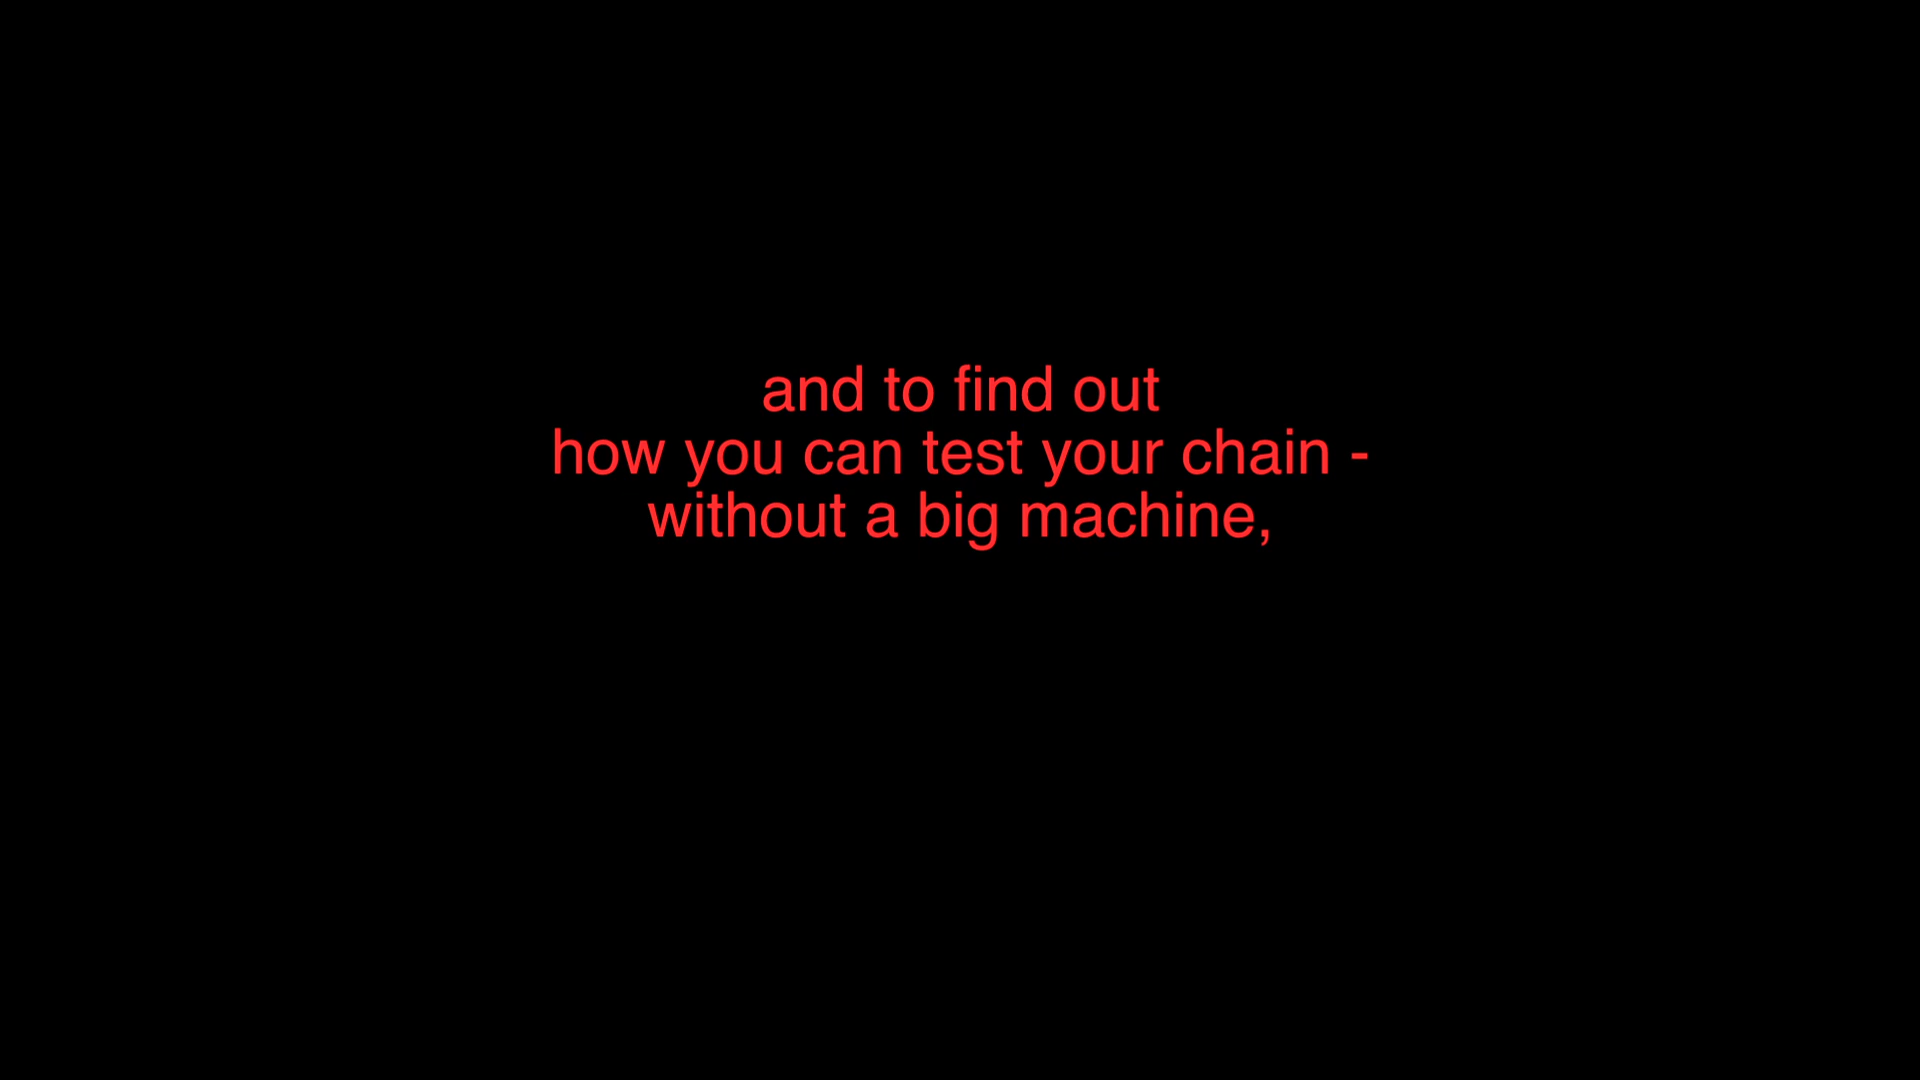 and to find out
how you can test your chain -
without a big machine,